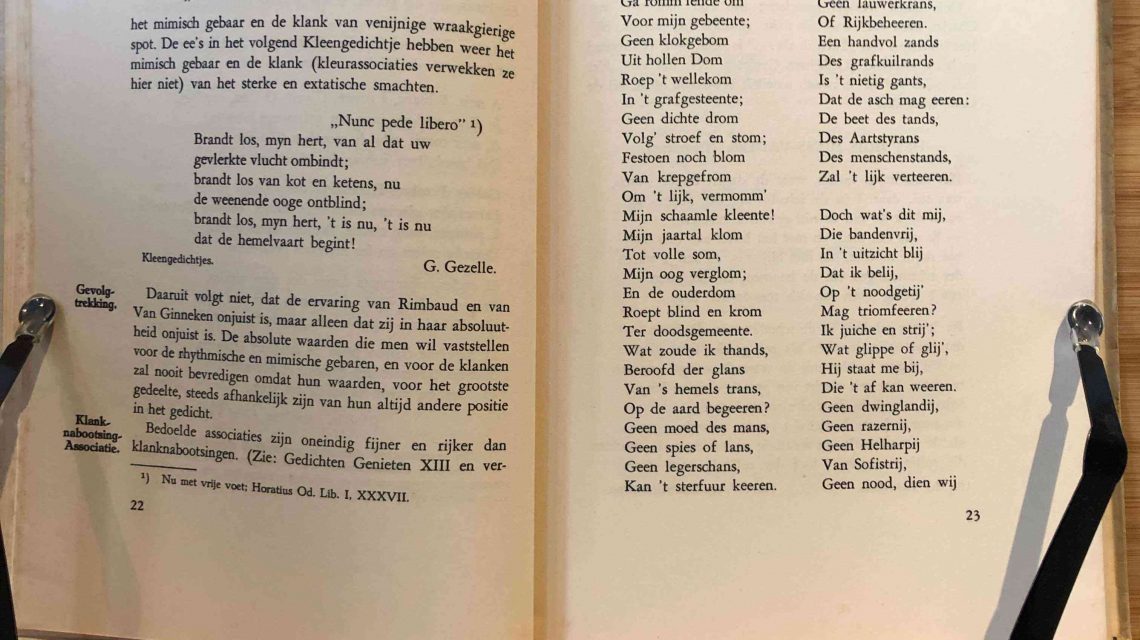 het mimisch gebaar en de klank van venijnige wraakgierige
spot. De ee's in het volgend Kleengedichtje hebben weer het
mimisch gebaar en de klank (kleurassociaties verwekken ze
hier niet) van het sterke en extatische smachten.
„Nunc pede libero” ¹)
Brandt los, myn hert, van al dat uw
gevlerkte vlucht ombindt;
brandt los van kot en ketens, nu
de weenende ooge ontblind;
brandt los, myn hert, 't is nu, 't is nu
dat de hemelvaart begint!
Kleengedichtjes.
G. Gezelle.
Gevolg-
trekking.
Daaruit volgt niet, dat de ervaring van Rimbaud en van
Van Ginneken onjuist is, maar alleen dat zij in haar absoluut-
heid onjuist is. De absolute waarden die men wil vaststellen
voor de rhythmische en mimische gebaren, en voor de klanken
zal nooit bevredigen omdat hun waarden, voor het grootste
gedeelte, steeds afhankelijk zijn van hun altijd andere positie
in het gedicht.
Klank-
nabootsing-
Associatie.
Bedoelde associaties zijn oneindig fijner en rijker dan
klanknabootsingen. (Zie: Gedichten Genieten XIII en ver-
¹) Nu met vrije voet; Horatius Od. Lib. I, XXXVII.
22
Voor mijn gebeente;
Geen klokgebom
Uit hollen Dom
Roep 't wellekom
In 't grafgesteente;
Geen dichte drom
Volg' stroef en stom;
Festoen noch blom
Van krepgefrom
Om 't lijk, vermomm'
Mijn schaamle kleente!
Mijn jaartal klom
Tot volle som,
Mijn oog verglom;
En de ouderdom
Roept blind en krom
Ter doodsgemeente.
Wat zoude ik thands,
Beroofd der glans
Van 's hemels trans,
Op de aard begeeren?
Geen moed des mans,
Geen spies of lans,
Geen legerschans,
Kan 't sterfuur keeren.
Geen lauwerkrans,
Of Rijkbeheeren.
Een handvol zands
Des grafkuilrands
Is 't nietig gants,
Dat de asch mag eeren:
De beet des tands,
Des Aartstyrans
Des menschenstands,
Zal 't lijk verteeren.
Doch wat's dit mij,
Die bandenvrij,
In 't uitzicht blij
Dat ik belij,
Op 't noodgetij'
Mag triomfeeren?
Ik juiche en strij';
Wat glippe of glij',
Hij staat me bij,
Die 't af kan weeren.
Geen dwinglandij,
Geen razernij,
Geen Helharpij
Van Sofistrij,
Geen nood, dien wij
23